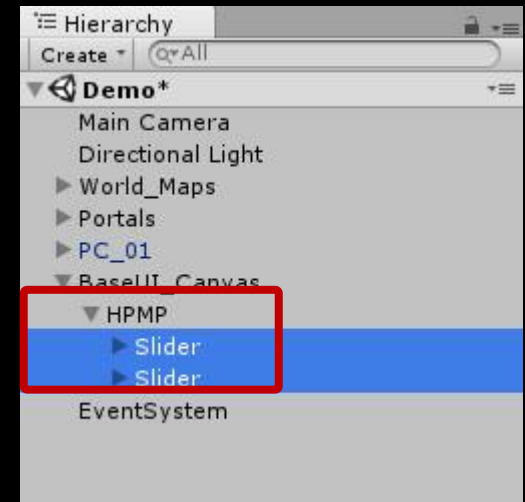 Hierarchy
Create All
Demo*
Main Camera
Directional Light
World_Maps
Portals
PC_01
BaseUI_Canvas
HPMP
Slider
Slider
EventSystem